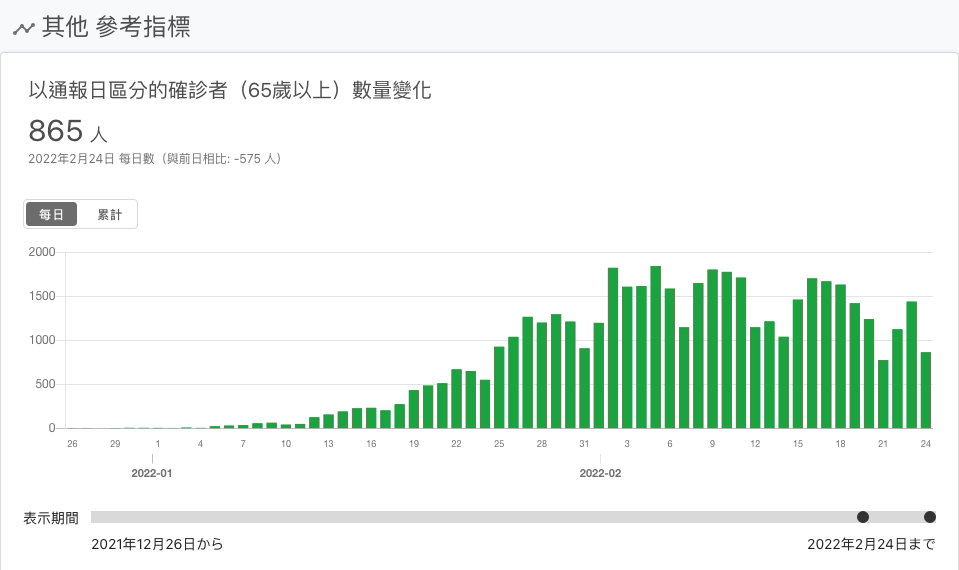 其他 參考指標
以通報日區分的確診者（65歲以上）數量變化
865 人
2022年2月24日 每日數（與前日相比: -575 人）
每日 累計
2000
1500
1000
500
0
26 29 1 4 7 10 13 16 19 22 25 28 31 3 6 9 12 15 18 21 24
2022-01 2022-02
表示期間
2021年12月26日から 2022年2月24日まで